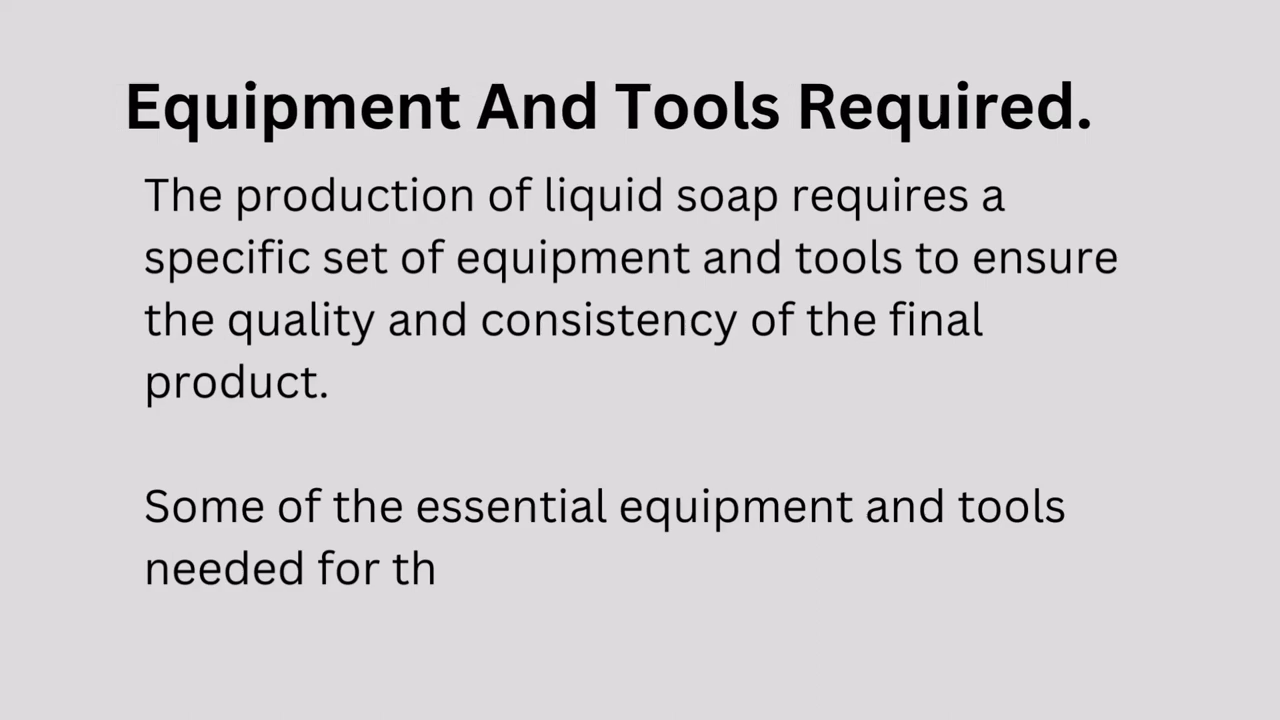 Equipment And Tools Required.
The production of liquid soap requires a
specific set of equipment and tools to ensure
the quality and consistency of the final
product.
Some of the essential equipment and tools
needed for th